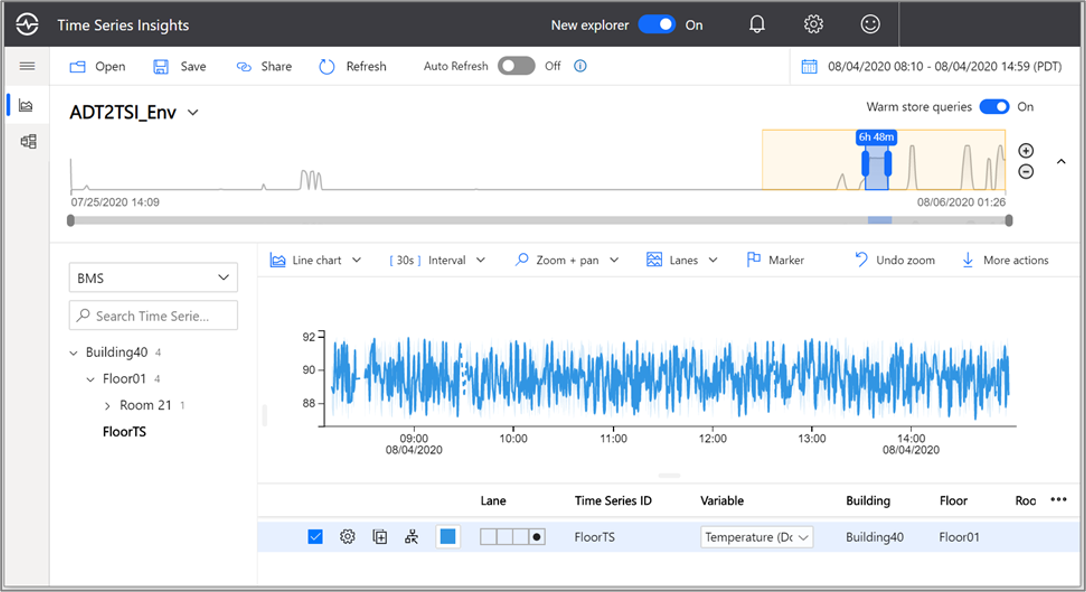 Time Series Insights
New explorer On
Open Save Share Refresh Auto Refresh Off 08/04/2020 08:10 - 08/04/2020 14:59 (PDT)
ADT2TSI_Env
Warm store queries On
6h 48m
07/25/2020 14:09 08/06/2020 01:26
BMS
Line chart [ 30s ] Interval Zoom + pan Lanes Marker Undo zoom More actions
Search Time Serie...
Building40 4
Floor01 4
Room 21 1
FloorTS
92
90
88
09:00 10:00 11:00 12:00 13:00 14:00
08/04/2020 08/04/2020
Lane Time Series ID Variable Building Floor Roo •••
FloorTS Temperature (Dc Building40 Floor01